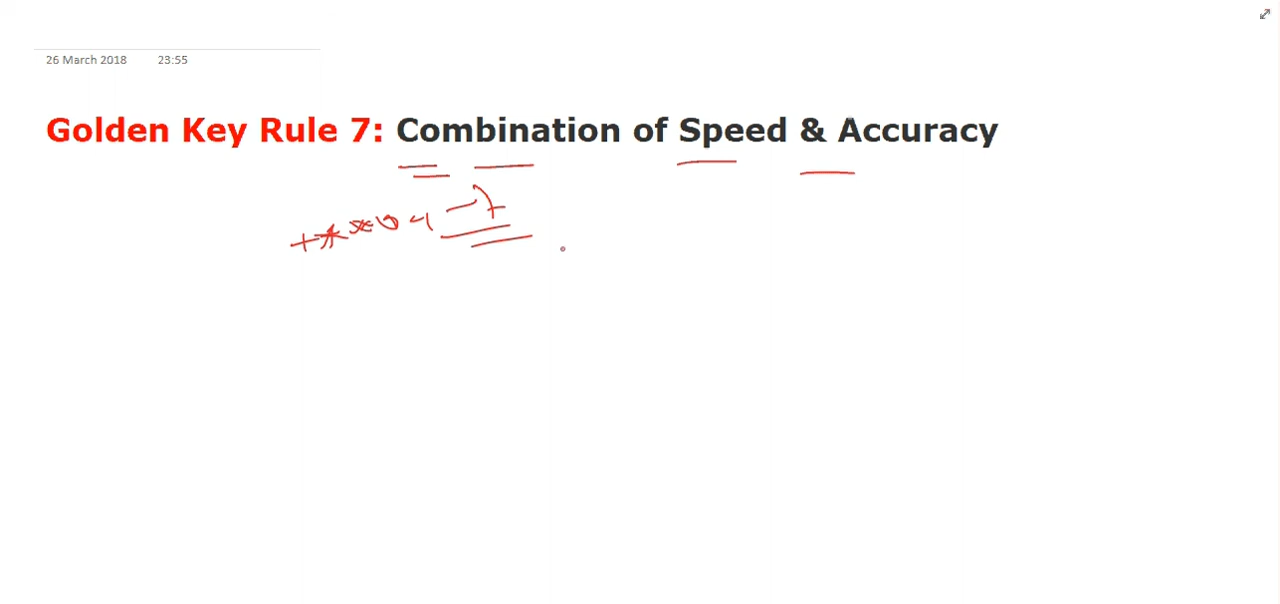 26 March 2018 23:55
Golden Key Rule 7: Combination of Speed & Accuracy